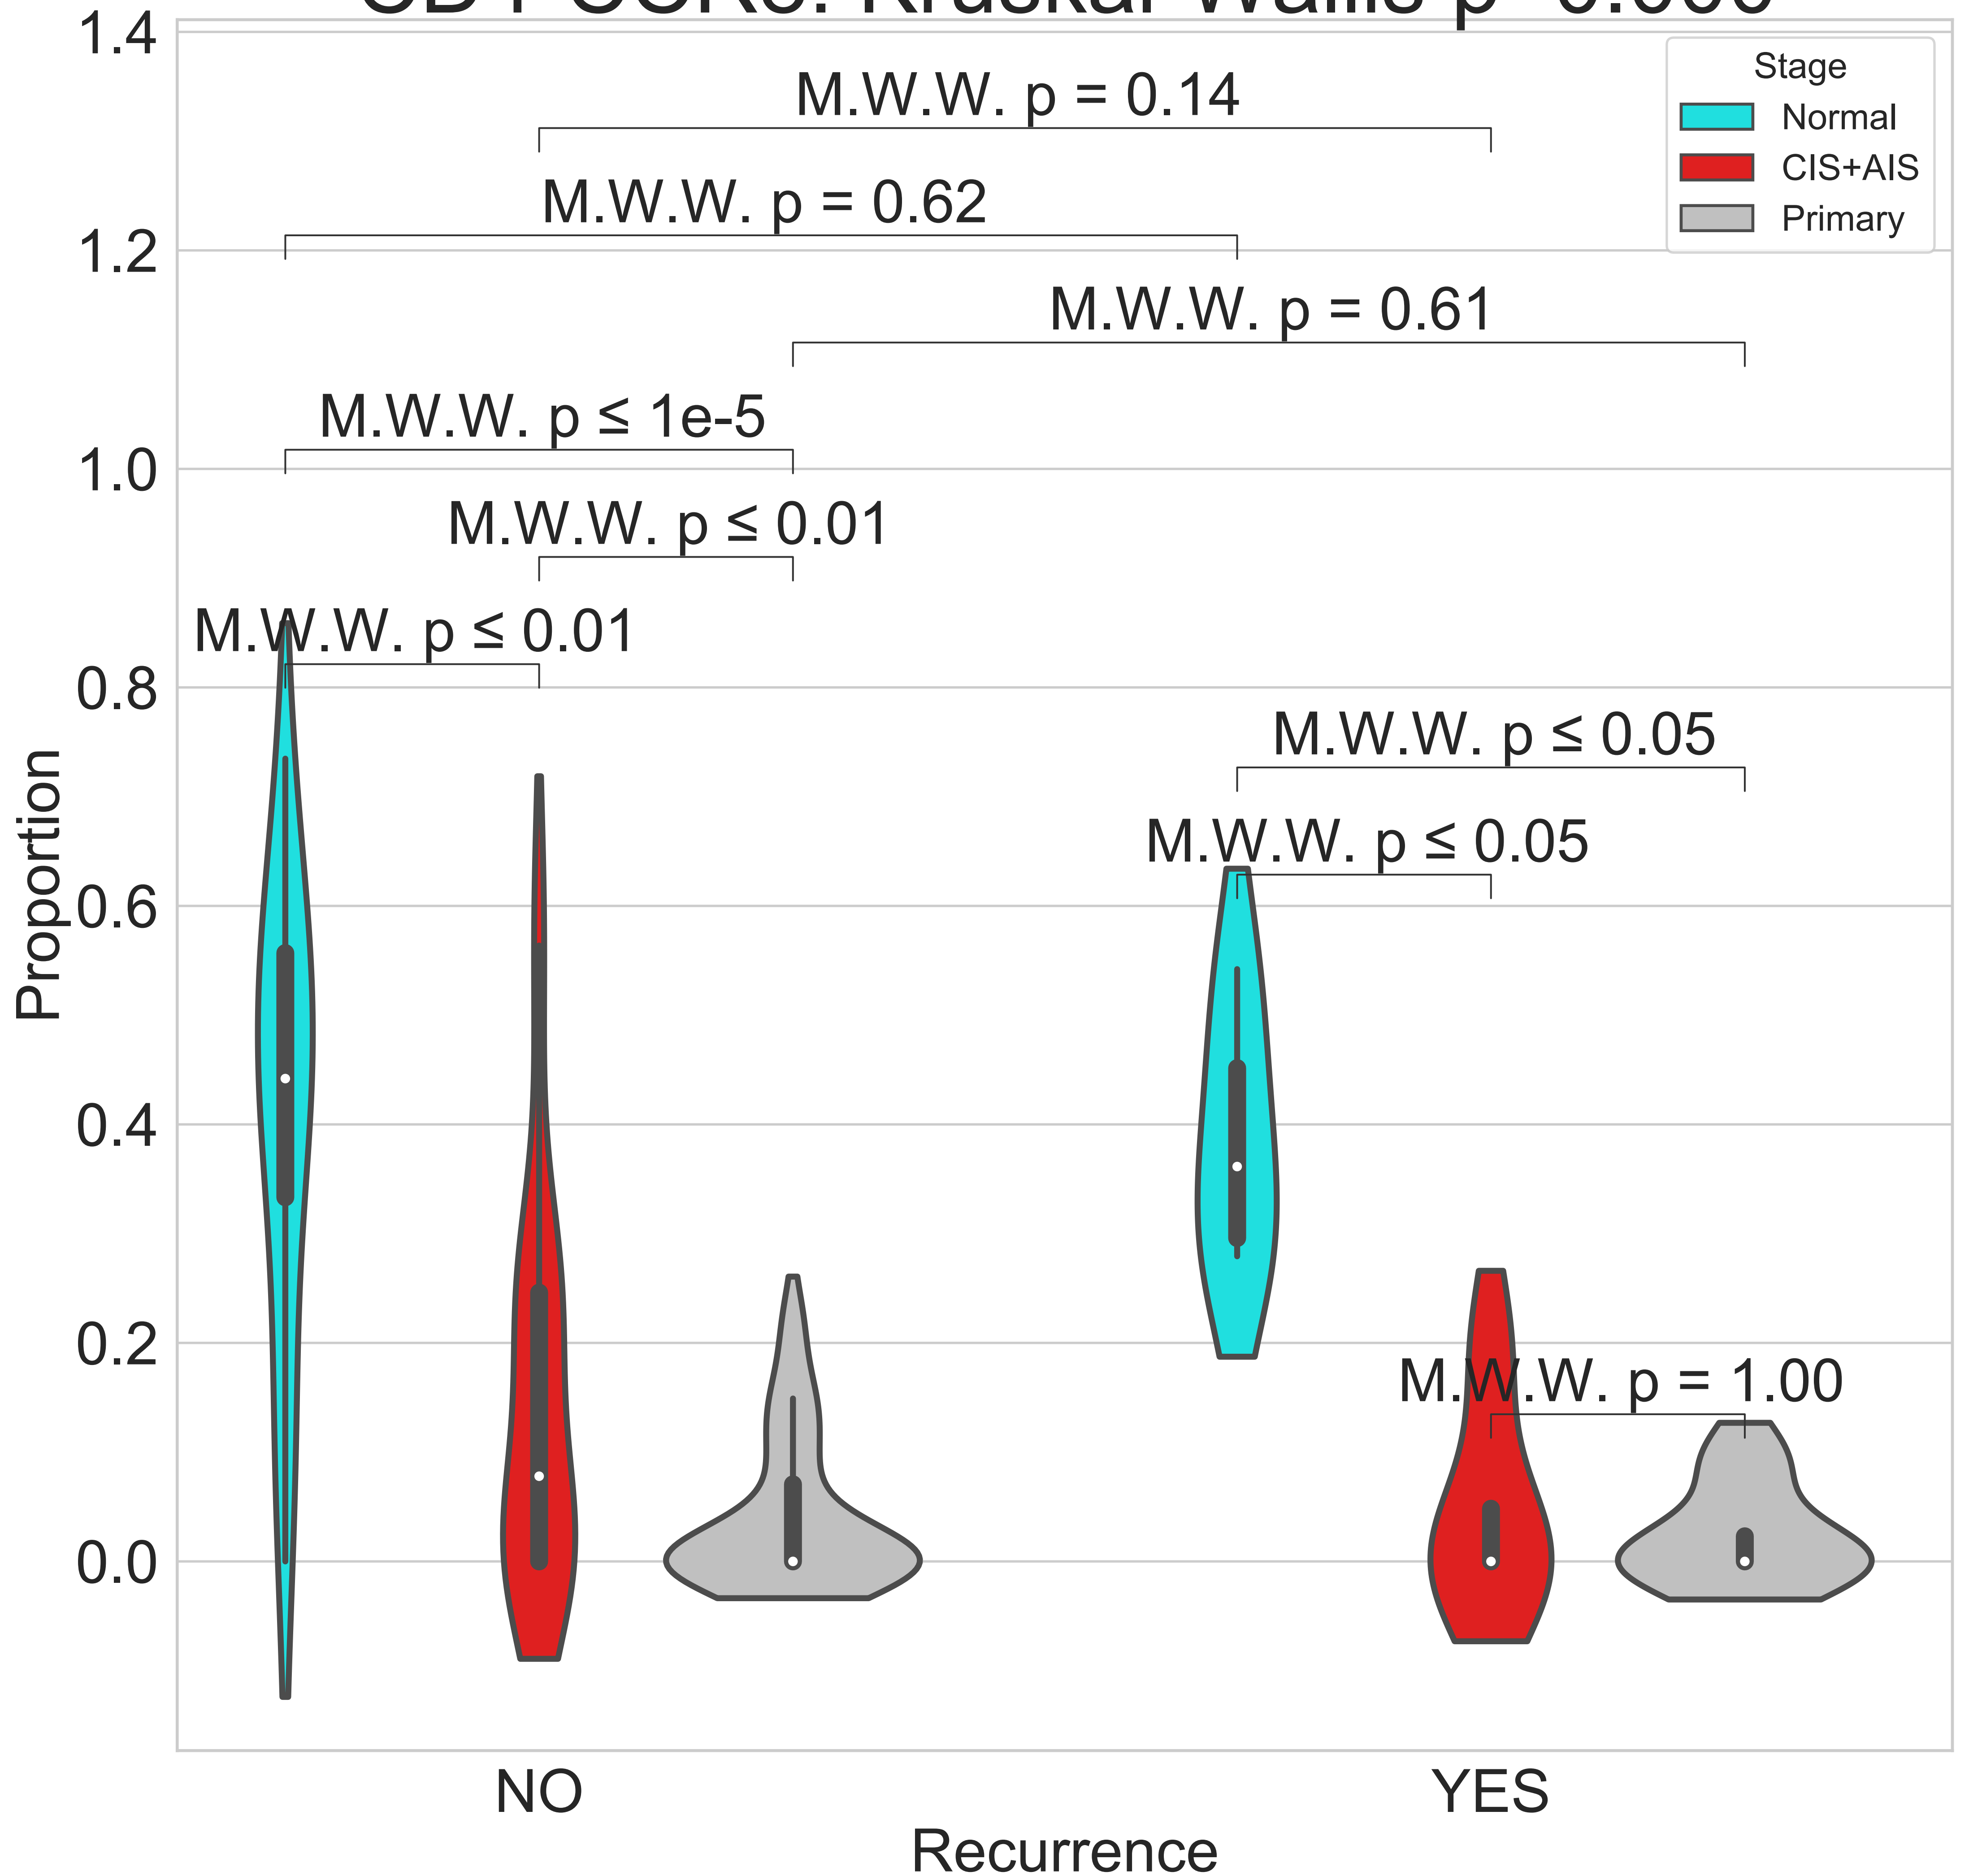 Kruskal-Wallis p
1.4
1.2
1.0
0.8
0.6
0.4
0.2
0.0
Proportion
Stage
Normal
CIS+AIS
Primary
M.W.W. p = 0.14
M.W.W. p = 0.62
M.W.W. p = 0.61
M.W.W. p ≤ 1e-5
M.W.W. p ≤ 0.01
M.W.W. p ≤ 0.01
M.W.W. p ≤ 0.05
M.W.W. p ≤ 0.05
M.W.W. p = 1.00
NO
YES
Recurrence